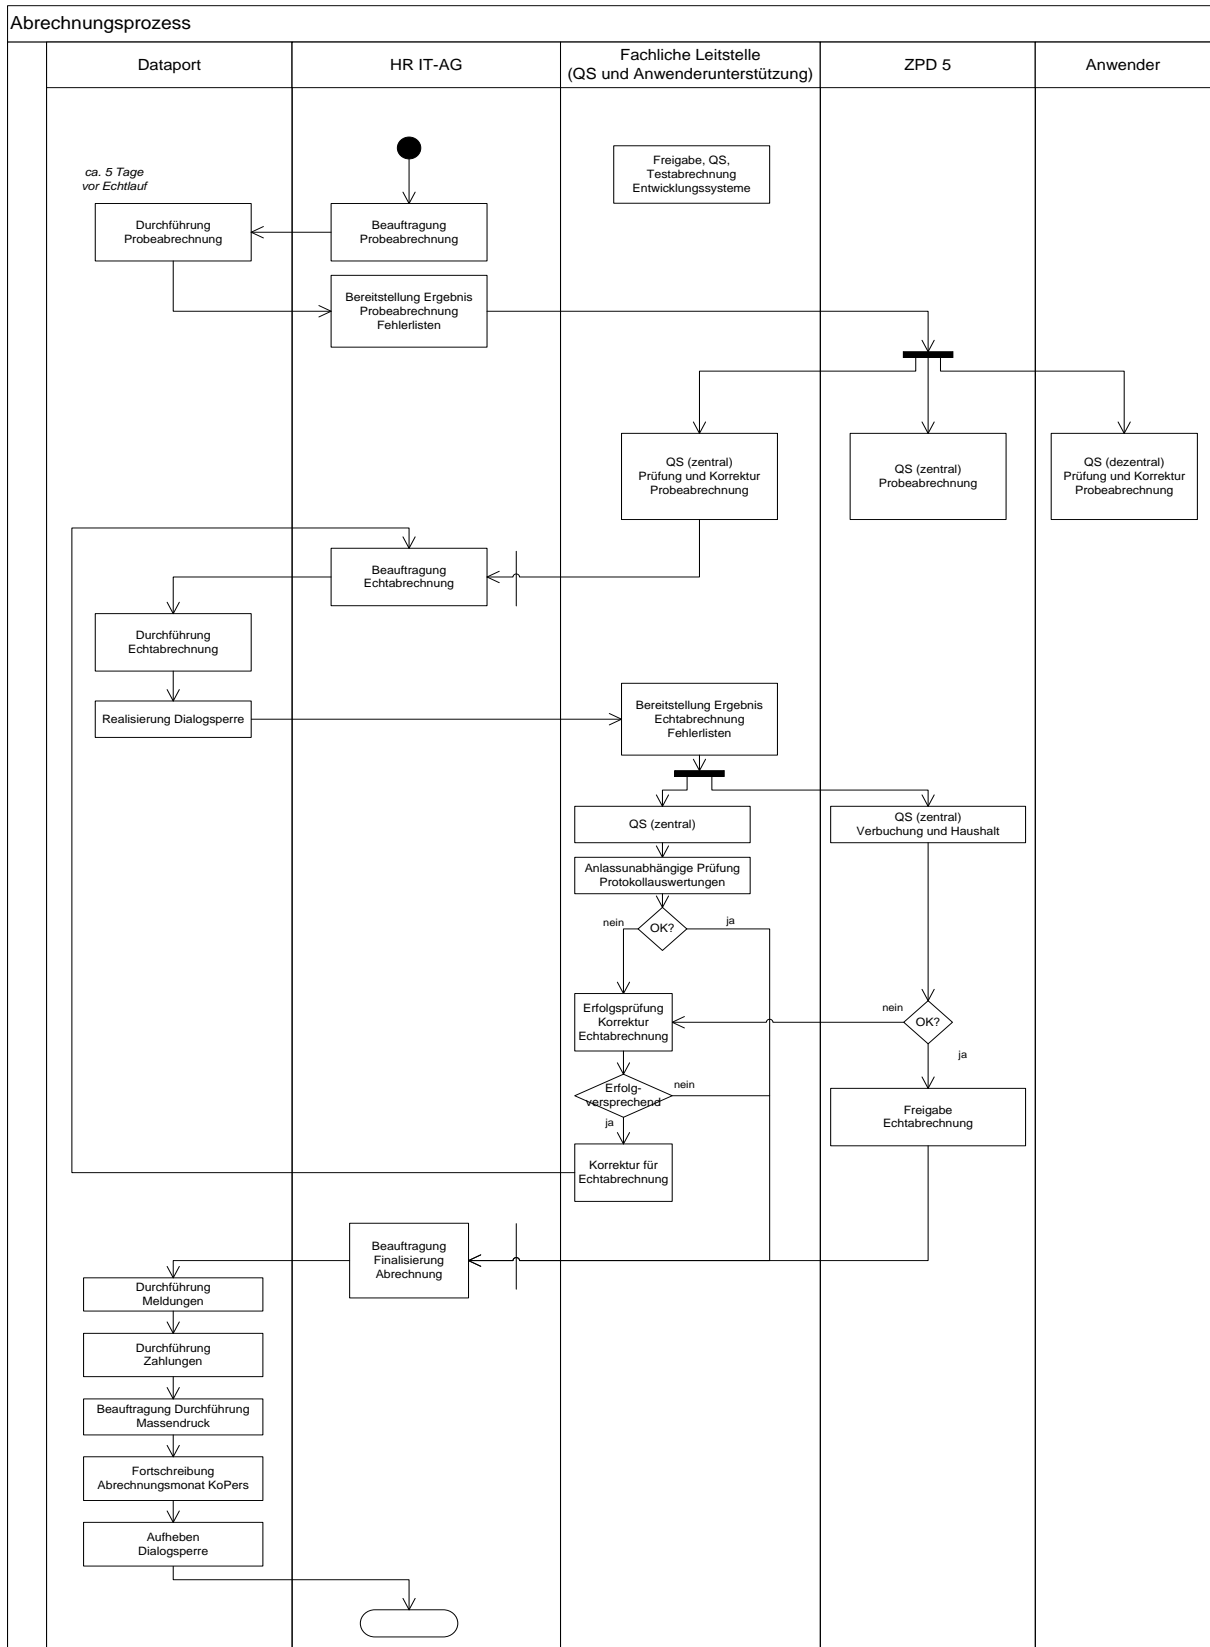 Abrechnungsprozess
Dataport
HR IT-AG
Fachliche Leitstelle
(QS und Anwenderunterstützung)
ZPD 5
Anwender
ca. 5 Tage
vor Echtlauf
Freigabe, QS,
Testabrechnung
Entwicklungssysteme
Durchführung
Probeabrechnung
Beauftragung
Probeabrechnung
Bereitstellung Ergebnis
Probeabrechnung
Fehlerlisten
QS (zentral)
Prüfung und Korrektur
Probeabrechnung
QS (zentral)
Probeabrechnung
QS (dezentral)
Prüfung und Korrektur
Probeabrechnung
Beauftragung
Echtabrechnung
Durchführung
Echtabrechnung
Realisierung Dialogsperre
Bereitstellung Ergebnis
Echtabrechnung
Fehlerlisten
QS (zentral)
QS (zentral)
Verbuchung und Haushalt
Anlassunabhängige Prüfung
Protokollauswertungen
nein
OK?
ja
Erfolgsprüfung
Korrektur
Echtabrechnung
nein
OK?
ja
Erfolg-
versprechend
nein
ja
Freigabe
Echtabrechnung
Korrektur für
Echtabrechnung
Beauftragung
Finalisierung
Abrechnung
Durchführung
Meldungen
Durchführung
Zahlungen
Beauftragung Durchführung
Massendruck
Fortschreibung
Abrechnungsmonat KoPers
Aufheben
Dialogsperre